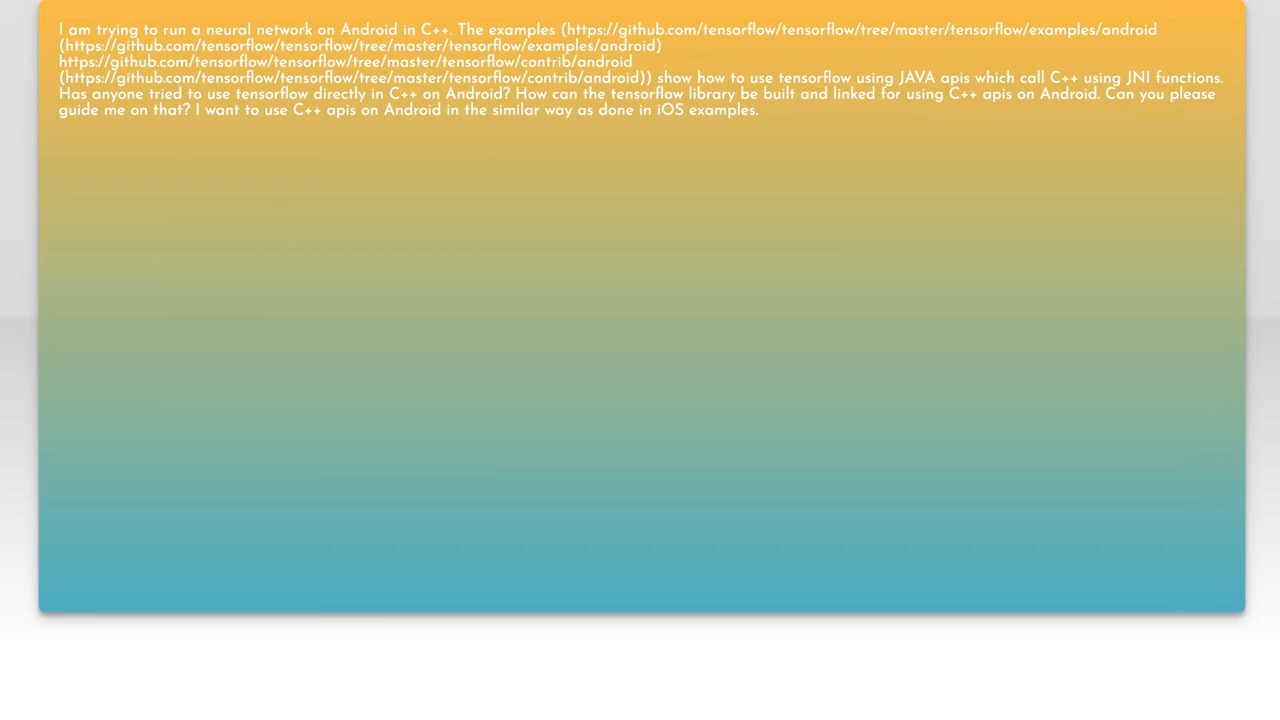 I am trying to run a neural network on Android in C++. The examples (https://github.com/tensorflow/tensorflow/tree/master/tensorflow/examples/android
(https://github.com/tensorflow/tensorflow/tree/master/tensorflow/examples/android)
https://github.com/tensorflow/tensorflow/tree/master/tensorflow/contrib/android
(https://github.com/tensorflow/tensorflow/tree/master/tensorflow/contrib/android)) show how to use tensorflow using JAVA apis which call C++ using JNI functions.
Has anyone tried to use tensorflow directly in C++ on Android? How can the tensorflow library be built and linked for using C++ apis on Android. Can you please
guide me on that? I want to use C++ apis on Android in the similar way as done in iOS examples.